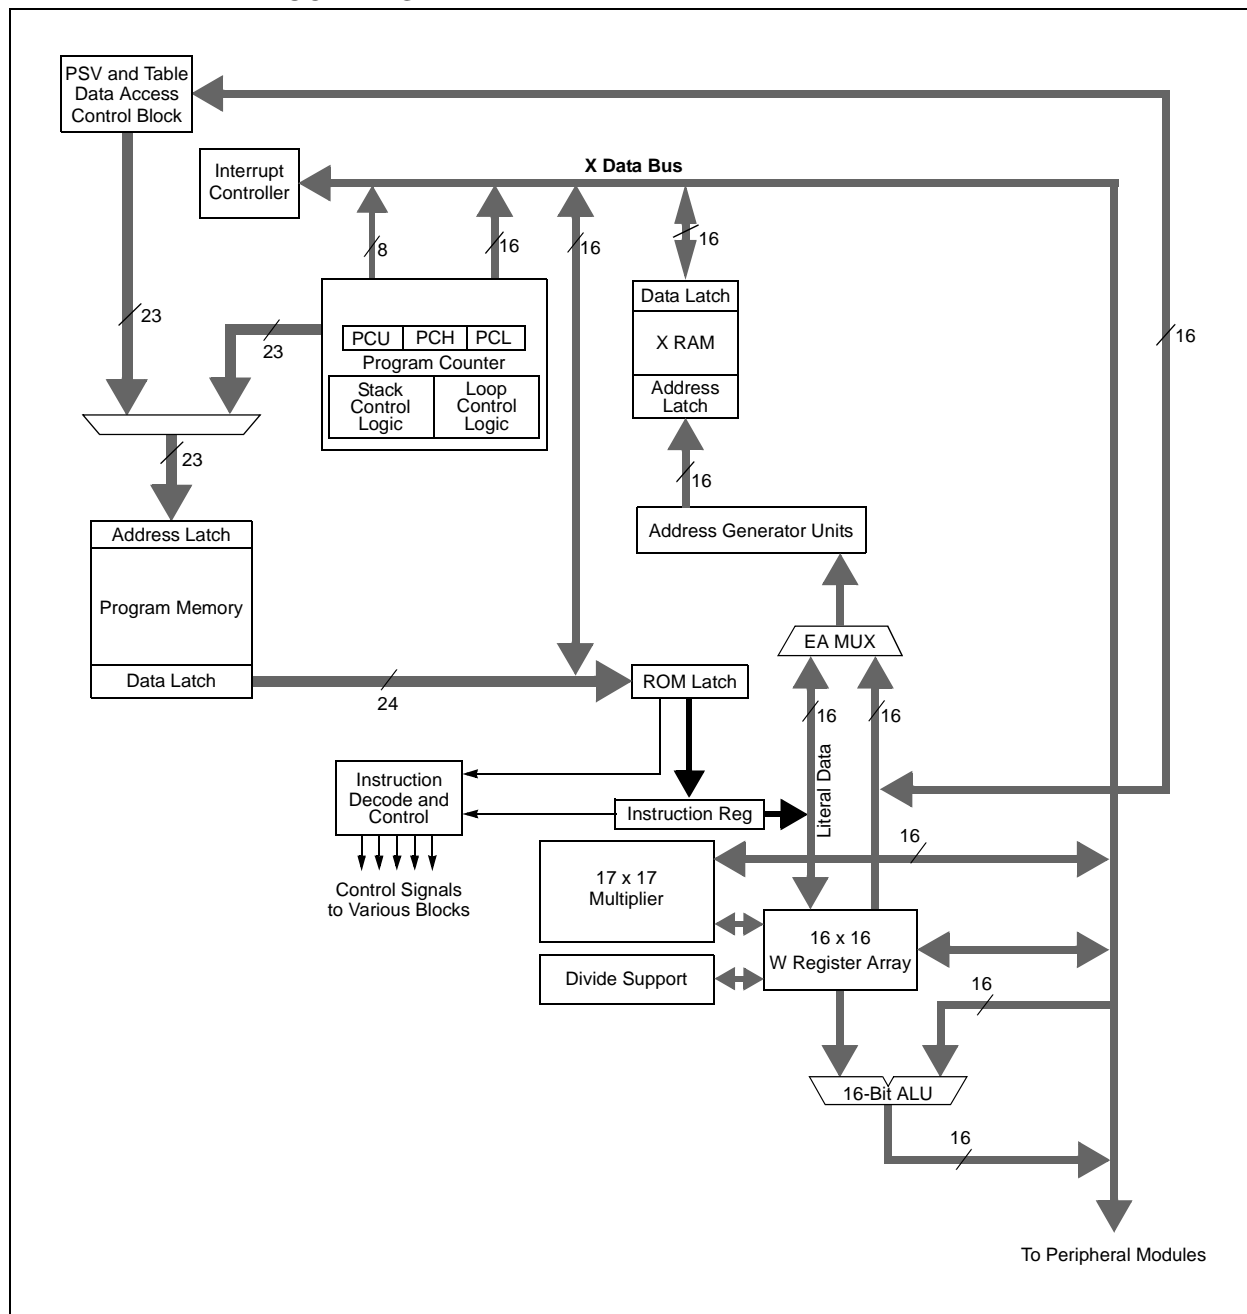 PSV and Table
Data Access
Control Block
Interrupt
Controller
X Data Bus
8
16
16
16
23
23
16
PCU PCH PCL
Program Counter
Stack
Control
Logic
Loop
Control
Logic
Data Latch
X RAM
Address
Latch
23
16
Address Latch
Program Memory
Data Latch
Address Generator Units
EA MUX
24
ROM Latch
16
16
Literal Data
Instruction
Decode and
Control
Instruction Reg
Control Signals
to Various Blocks
17 x 17
Multiplier
16
16 x 16
W Register Array
Divide Support
16
16-Bit ALU
16
To Peripheral Modules